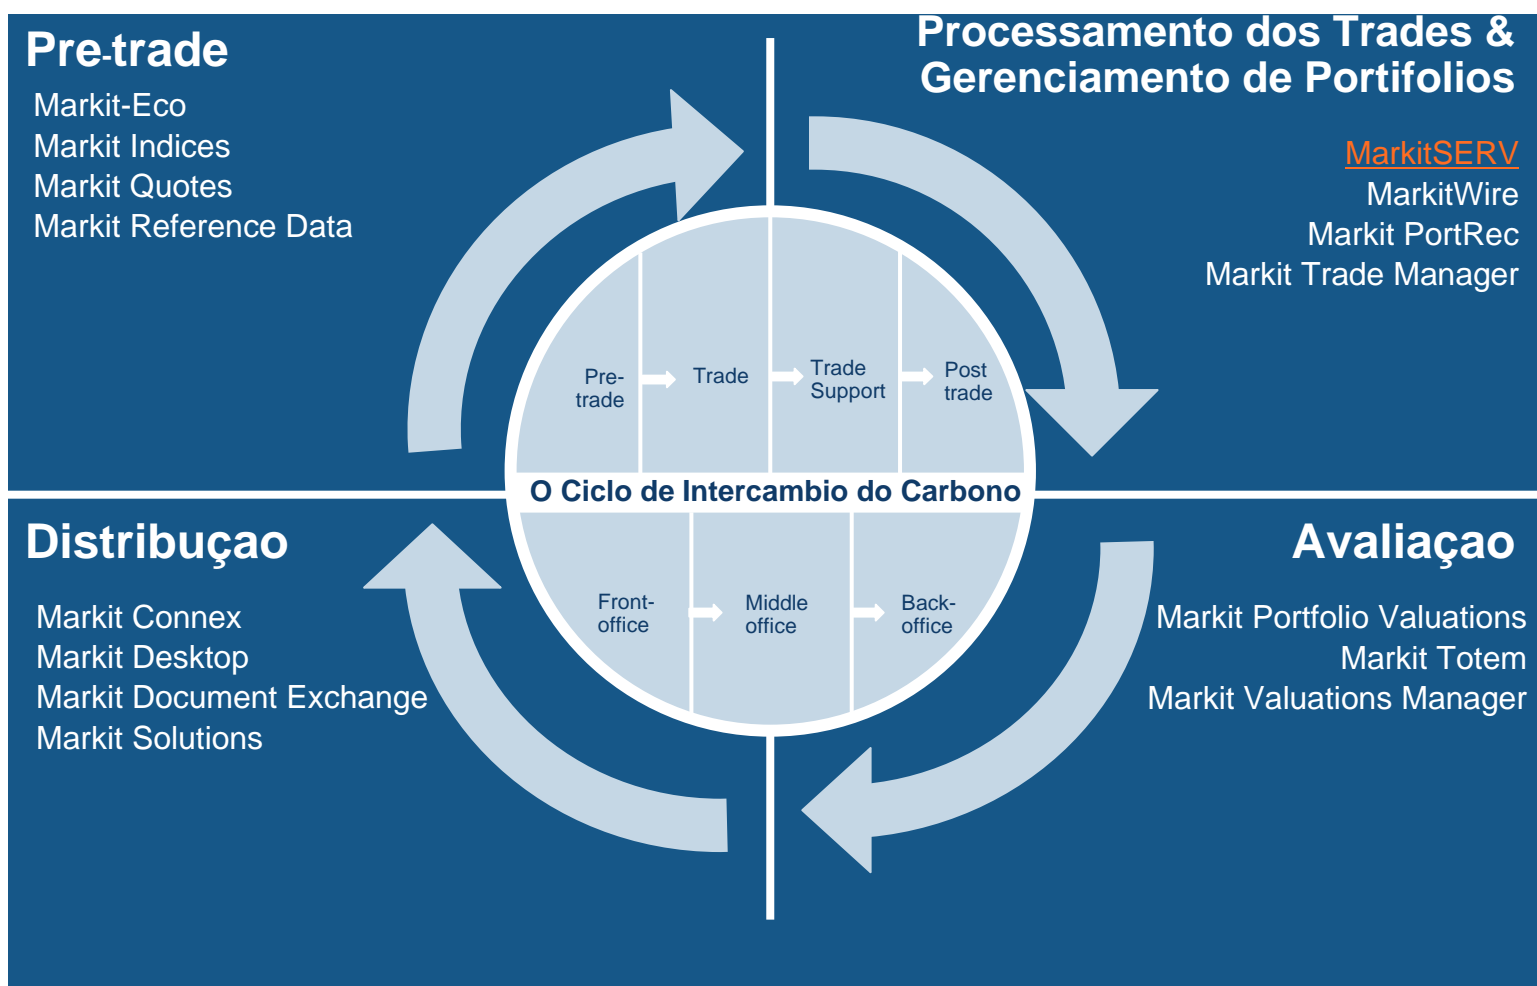 Pre-trade
Markit-Eco
Markit Indices
Markit Quotes
Markit Reference Data
Processamento dos Trades &
Gerenciamento de Portifolios
MarkitSERV
MarkitWire
Markit PortRec
Markit Trade Manager
Pre-
trade
Trade
Trade
Support
Post
trade
O Ciclo de Intercambio do Carbono
Front-
office
Middle
office
Back-
office
Distribuçao
Markit Connex
Markit Desktop
Markit Document Exchange
Markit Solutions
Avaliaçao
Markit Portfolio Valuations
Markit Totem
Markit Valuations Manager